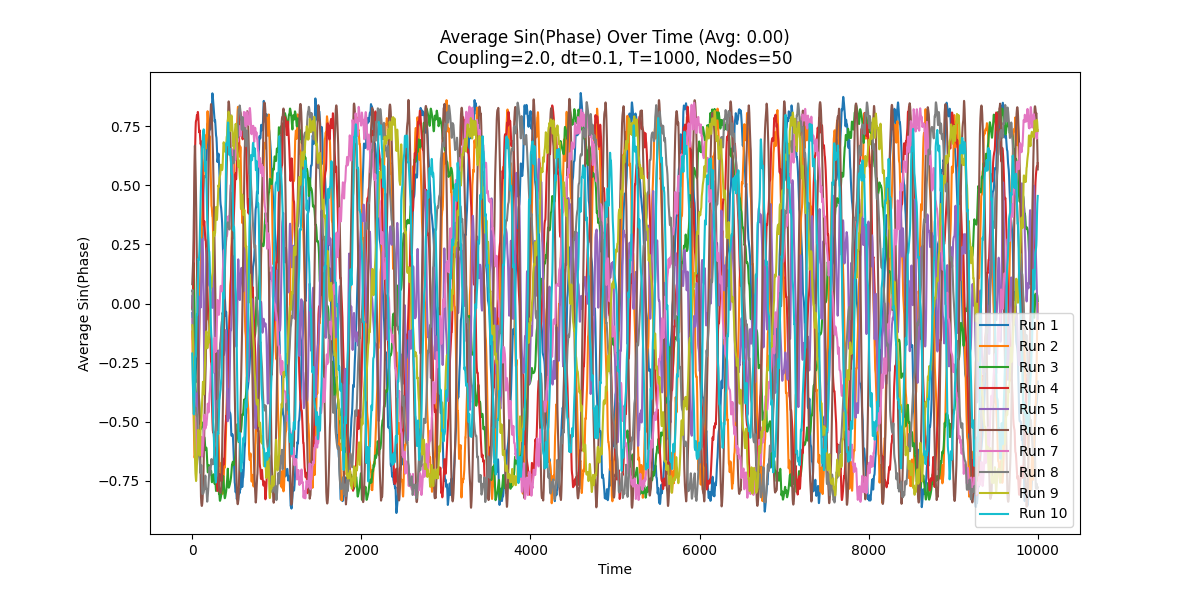 Average Sin(Phase) Over Time (Avg: 0.00)
Coupling=2.0, dt=0.1, T=1000, Nodes=50
Average Sin(Phase)
0.75
0.50
0.25
0.00
−0.25
−0.50
−0.75
Run 1
Run 2
Run 3
Run 4
Run 5
Run 6
Run 7
Run 8
Run 9
Run 10
0
2000
4000
6000
8000
10000
Time